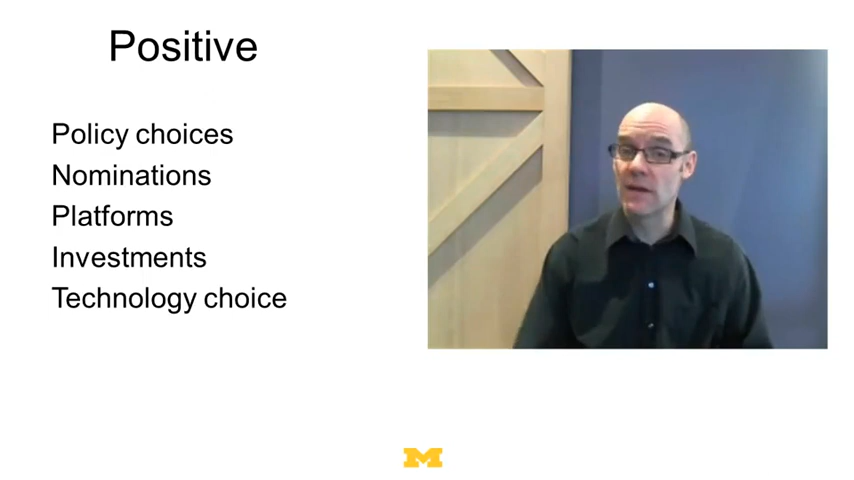 Positive
Policy choices
Nominations
Platforms
Investments
Technology choice
M